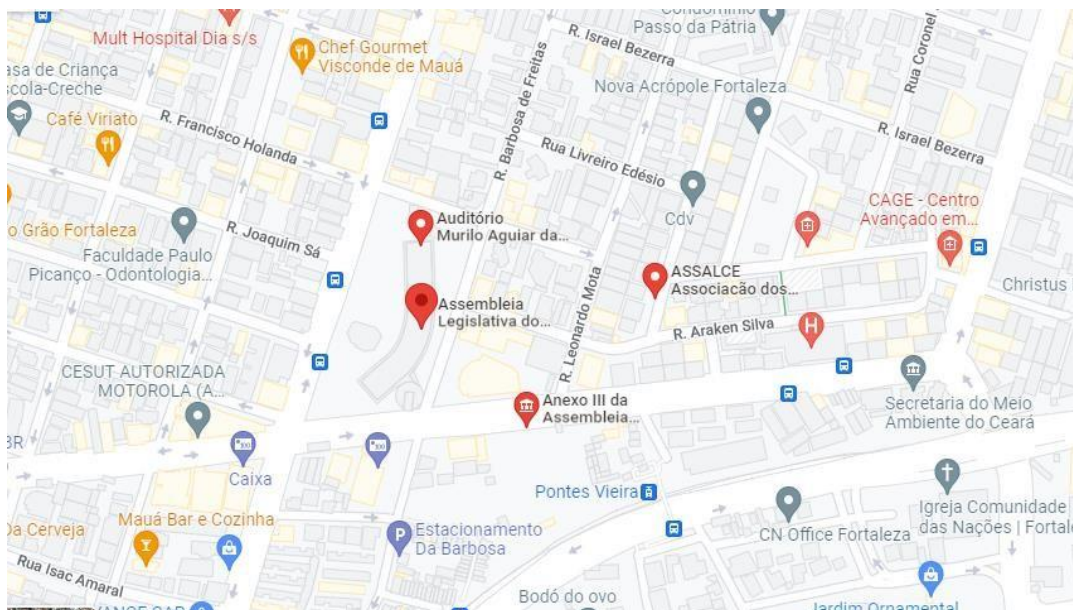 Mult Hospital Dia s/s
Chef Gourmet
Visconde de Mauá
Condomínio
Passo da Pátria
R. Israel Bezerra
Rua Coronel
asa de Criança
scola-Creche
Nova Acrópole Fortaleza
Café Viriato
R. Francisco Holanda
R. Barbosa de Freitas
Rua Livreiro Edésio
R. Israel Bezerra
Cdv
CAGE - Centro
Avançado em...
o Grão Fortaleza
R. Joaquim Sá
Auditório
Murilo Aguiar da...
Faculdade Paulo
Picanço - Odontologia...
ASSALCE
Associacão dos...
Christus
Assembleia
Legislativa do...
R. Leonardo Mota
R. Araken Silva
H
CESUT AUTORIZADA
MOTOROLA (A...
Anexo III da
Assembleia...
Secretaria do Meio
Ambiente do Ceará
BR
Caixa
Pontes Vieira
Igreja Comunidade
das Nações | Fortal
Da Cerveja
Mauá Bar e Cozinha
P
Estacionamento
Da Barbosa
CN Office Fortaleza
Rua Isac Amaral
Bodó do ovo
Jardim Ornamental